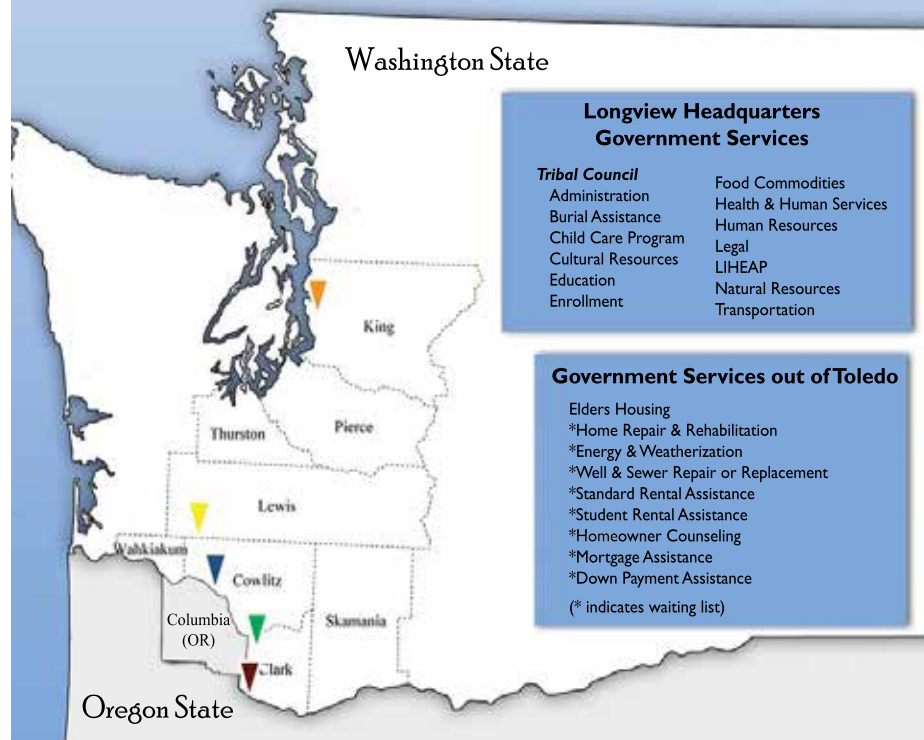 Washington State
Longview Headquarters
Government Services
Tribal Council
Administration
Burial Assistance
Child Care Program
Cultural Resources
Education
Enrollment
Food Commodities
Health & Human Services
Human Resources
Legal
LIHEAP
Natural Resources
Transportation
King
Government Services out of Toledo
Elders Housing
*Home Repair & Rehabilitation
*Energy & Weatherization
*Well & Sewer Repair or Replacement
*Standard Rental Assistance
*Student Rental Assistance
*Homeowner Counseling
*Mortgage Assistance
*Down Payment Assistance
(* indicates waiting list)
Thurston
Pierce
Lewis
Wahkiakum
Cowlitz
Columbia
(OR)
Skamania
Clark
Oregon State